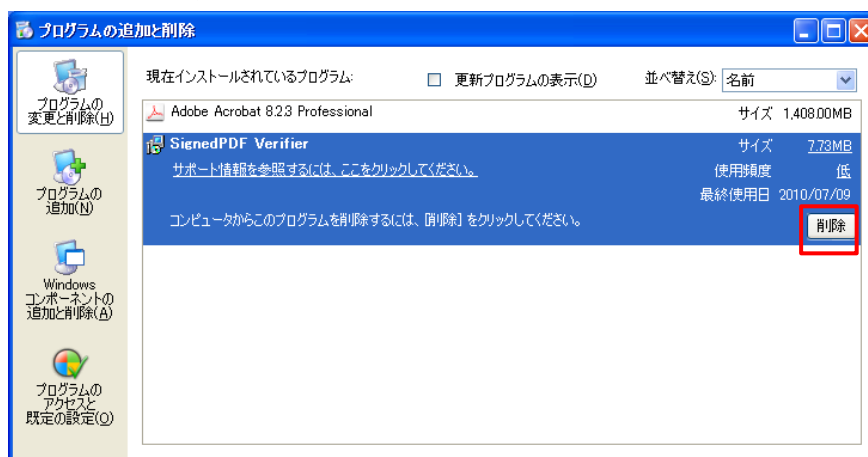 プログラムの追加と削除
現在インストールされているプログラム:
更新プログラムの表示(D)
並べ替え(S):
名前
プログラムの
変更と削除(H)
Adobe Acrobat 8.2.3 Professional
サイズ 1,408.00MB
SignedPDF Verifier
サイズ 7.73MB
サポート情報を参照するには、ここをクリックしてください。
使用頻度 低
最終使用日 2010/07/09
コンピュータからこのプログラムを削除するには、[削除] をクリックしてください。
削除
プログラムの
追加(N)
Windows
コンポーネントの
追加と削除(A)
プログラムの
アクセスと
既定の設定(O)